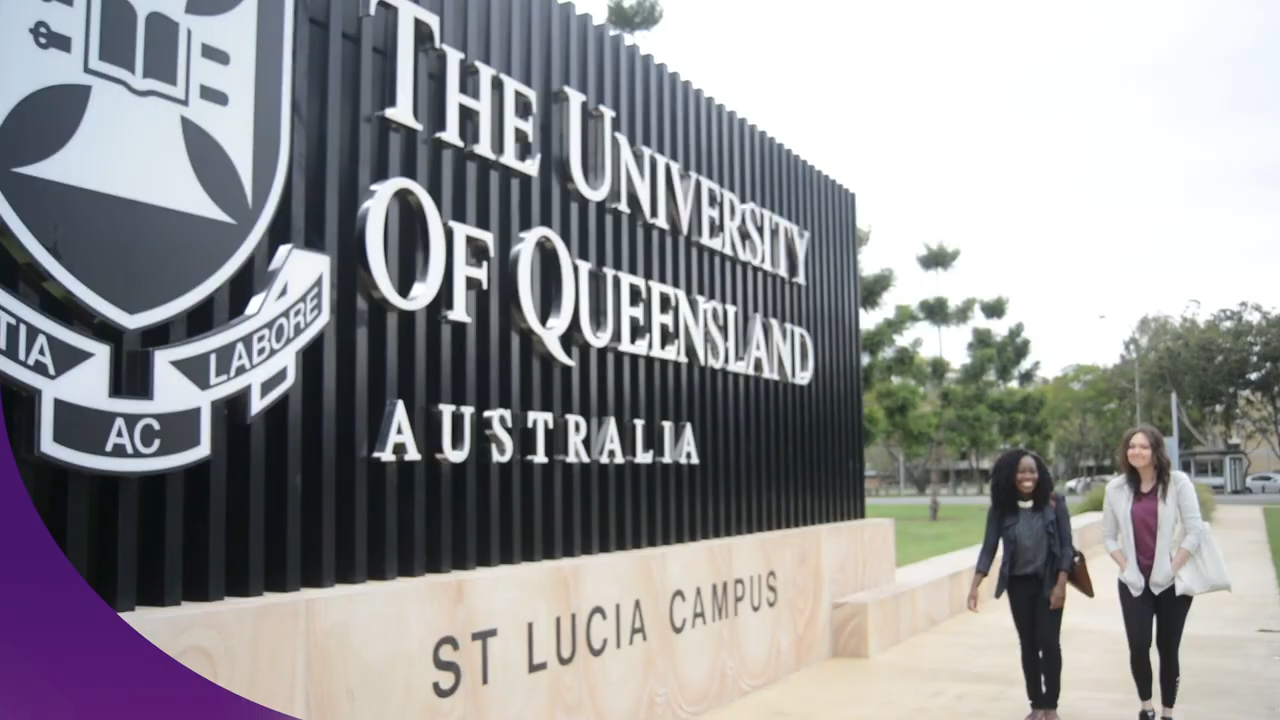 THE UNIVERSITY
OF QUEENSLAND
AUSTRALIA
TIA
AC
LABORE
ST LUCIA CAMPUS